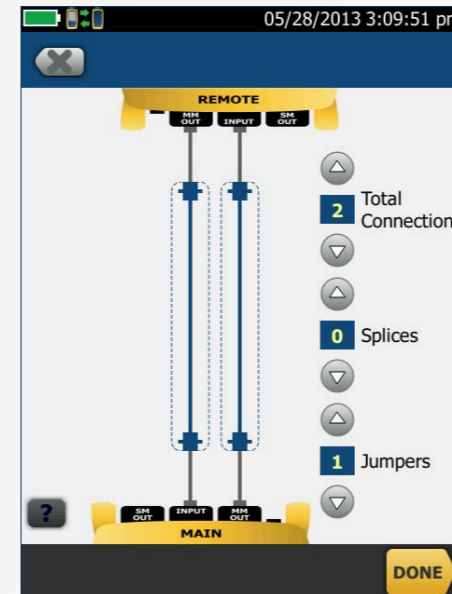 05/28/2013 3:09:51 pm
REMOTE
MM OUT INPUT SM OUT
2 Total
Connection
0 Splices
1 Jumpers
?
SM OUT INPUT MM OUT
MAIN
DONE